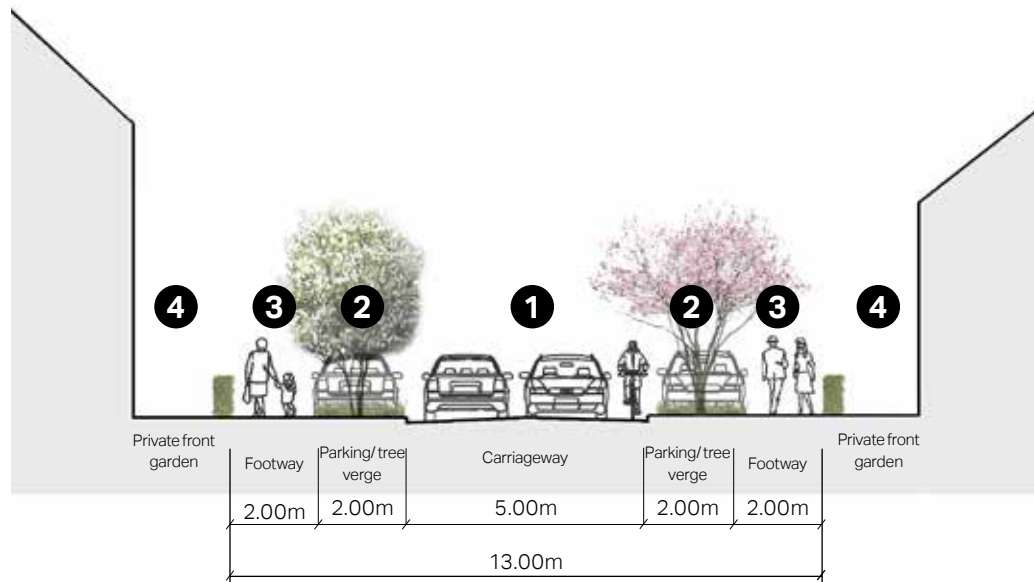 4
3
2
1
2
3
4
Private front
garden
Footway
Parking/ tree
verge
Carriageway
Parking/ tree
verge
Footway
Private front
garden
2.00m
2.00m
5.00m
2.00m
2.00m
13.00m